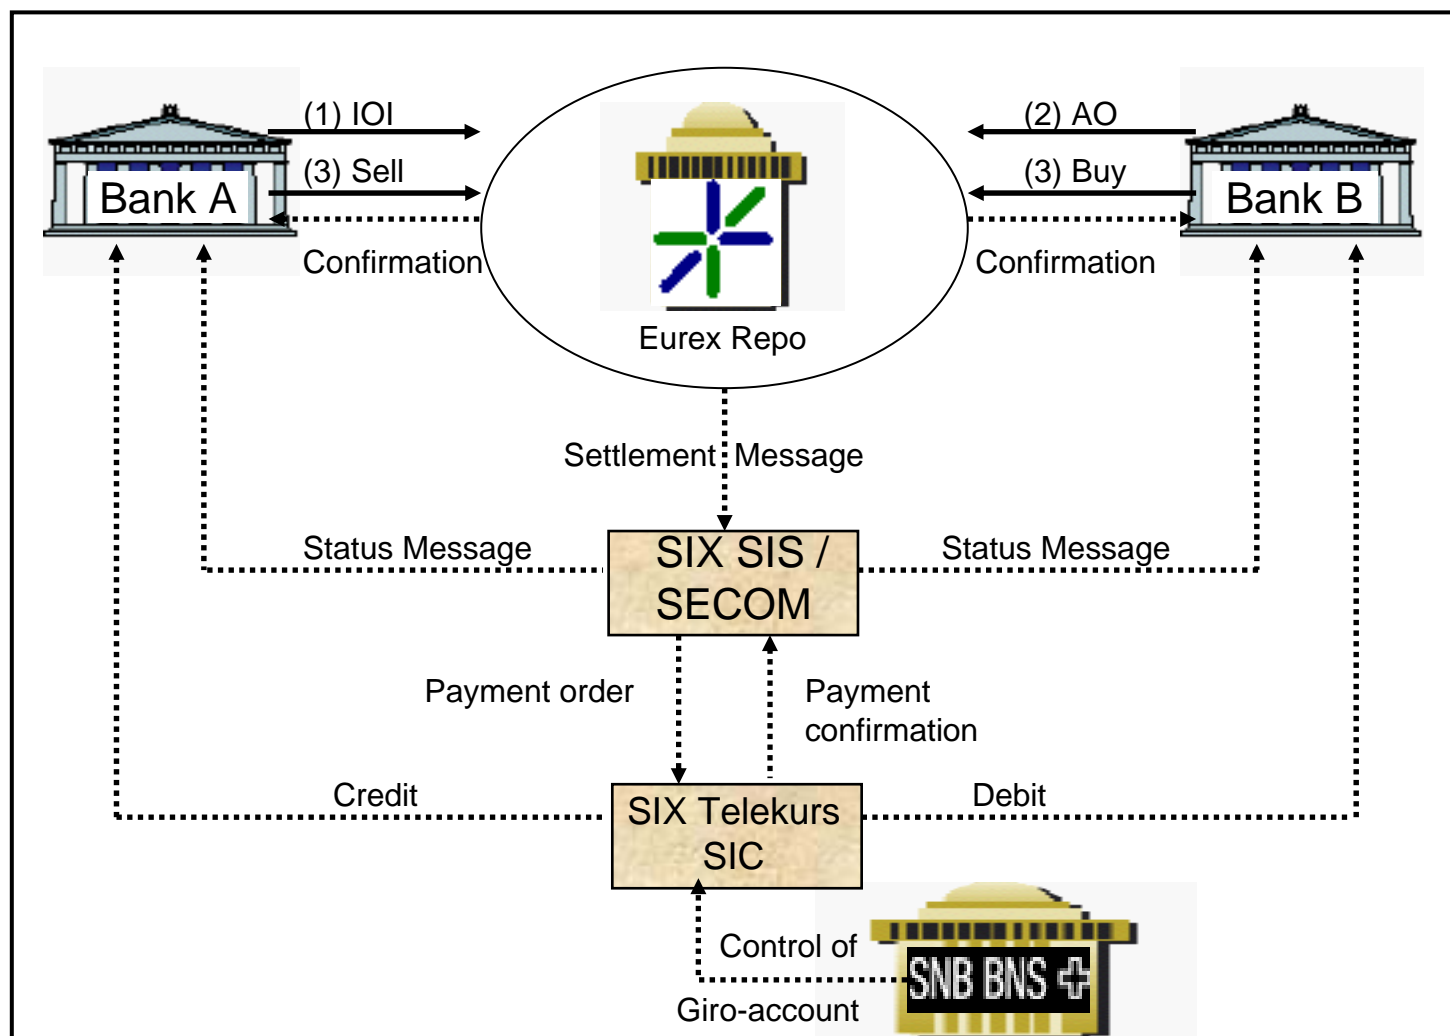 (1) IOI
(2) AO
(3) Sell
(3) Buy
Bank A
Bank B
Confirmation
Confirmation
Eurex Repo
Settlement Message
Status Message
SIX SIS /
SECOM
Status Message
Payment order
Payment
confirmation
Credit
SIX Telekurs
SIC
Debit
Control of
Giro-account
SNB BNS